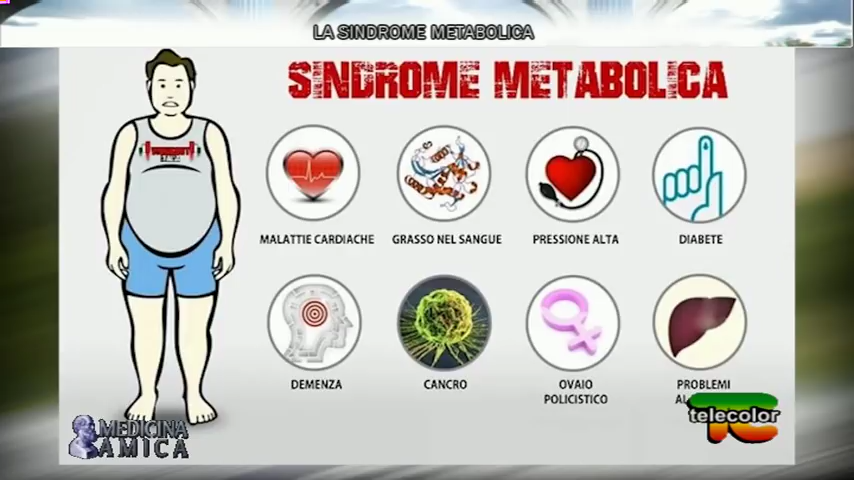 LA SINDROME METABOLICA
SINDROME METABOLICA
MALATTIE CARDIACHE
GRASSO NEL SANGUE
PRESSIONE ALTA
DIABETE
DEMENZA
CANCRO
OVAIO
POLICISTICO
PROBLEMI
MEDICINA
AMICA
TC
telecolor